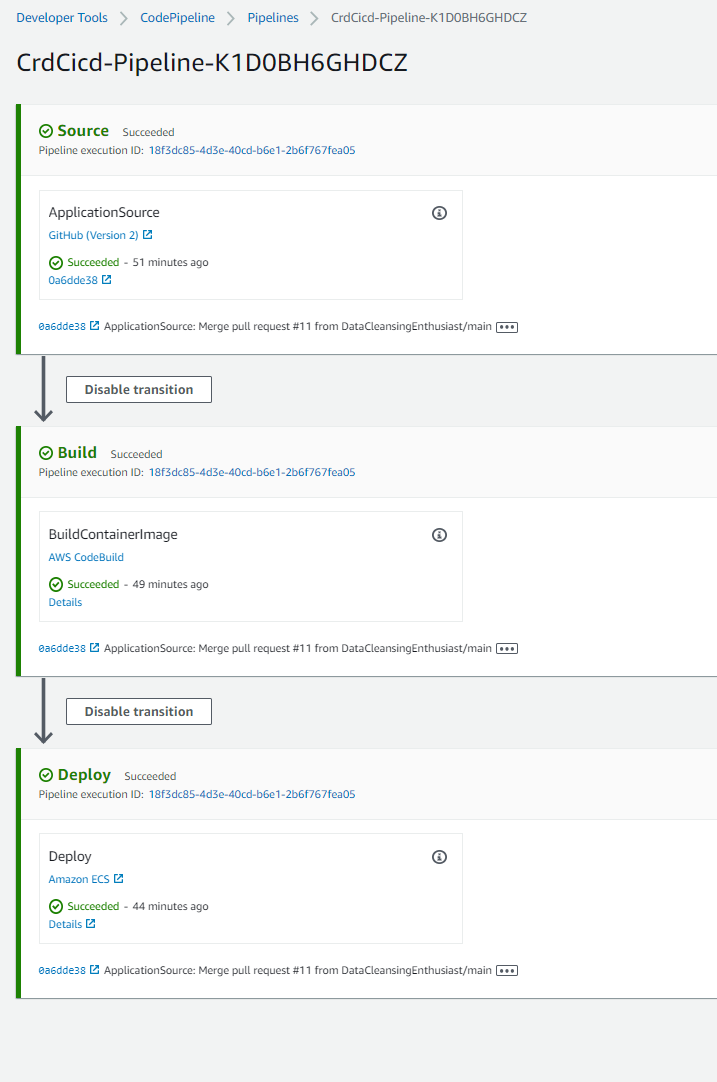 Developer Tools > CodePipeline > Pipelines > CrdCicd-Pipeline-K1D0BH6GHDCZ
CrdCicd-Pipeline-K1D0BH6GHDCZ
Source Succeeded
Pipeline execution ID: 18f3dc85-4d3e-40cd-b6e1-2b6f767fea05
ApplicationSource
GitHub (Version 2)
Succeeded - 51 minutes ago
0a6dde38
0a6dde38 ApplicationSource: Merge pull request #11 from DataCleansingEnthusiast/main
Disable transition
Build Succeeded
Pipeline execution ID: 18f3dc85-4d3e-40cd-b6e1-2b6f767fea05
BuildContainerImage
AWS CodeBuild
Succeeded - 49 minutes ago
Details
0a6dde38 ApplicationSource: Merge pull request #11 from DataCleansingEnthusiast/main
Disable transition
Deploy Succeeded
Pipeline execution ID: 18f3dc85-4d3e-40cd-b6e1-2b6f767fea05
Deploy
Amazon ECS
Succeeded - 44 minutes ago
Details
0a6dde38 ApplicationSource: Merge pull request #11 from DataCleansingEnthusiast/main